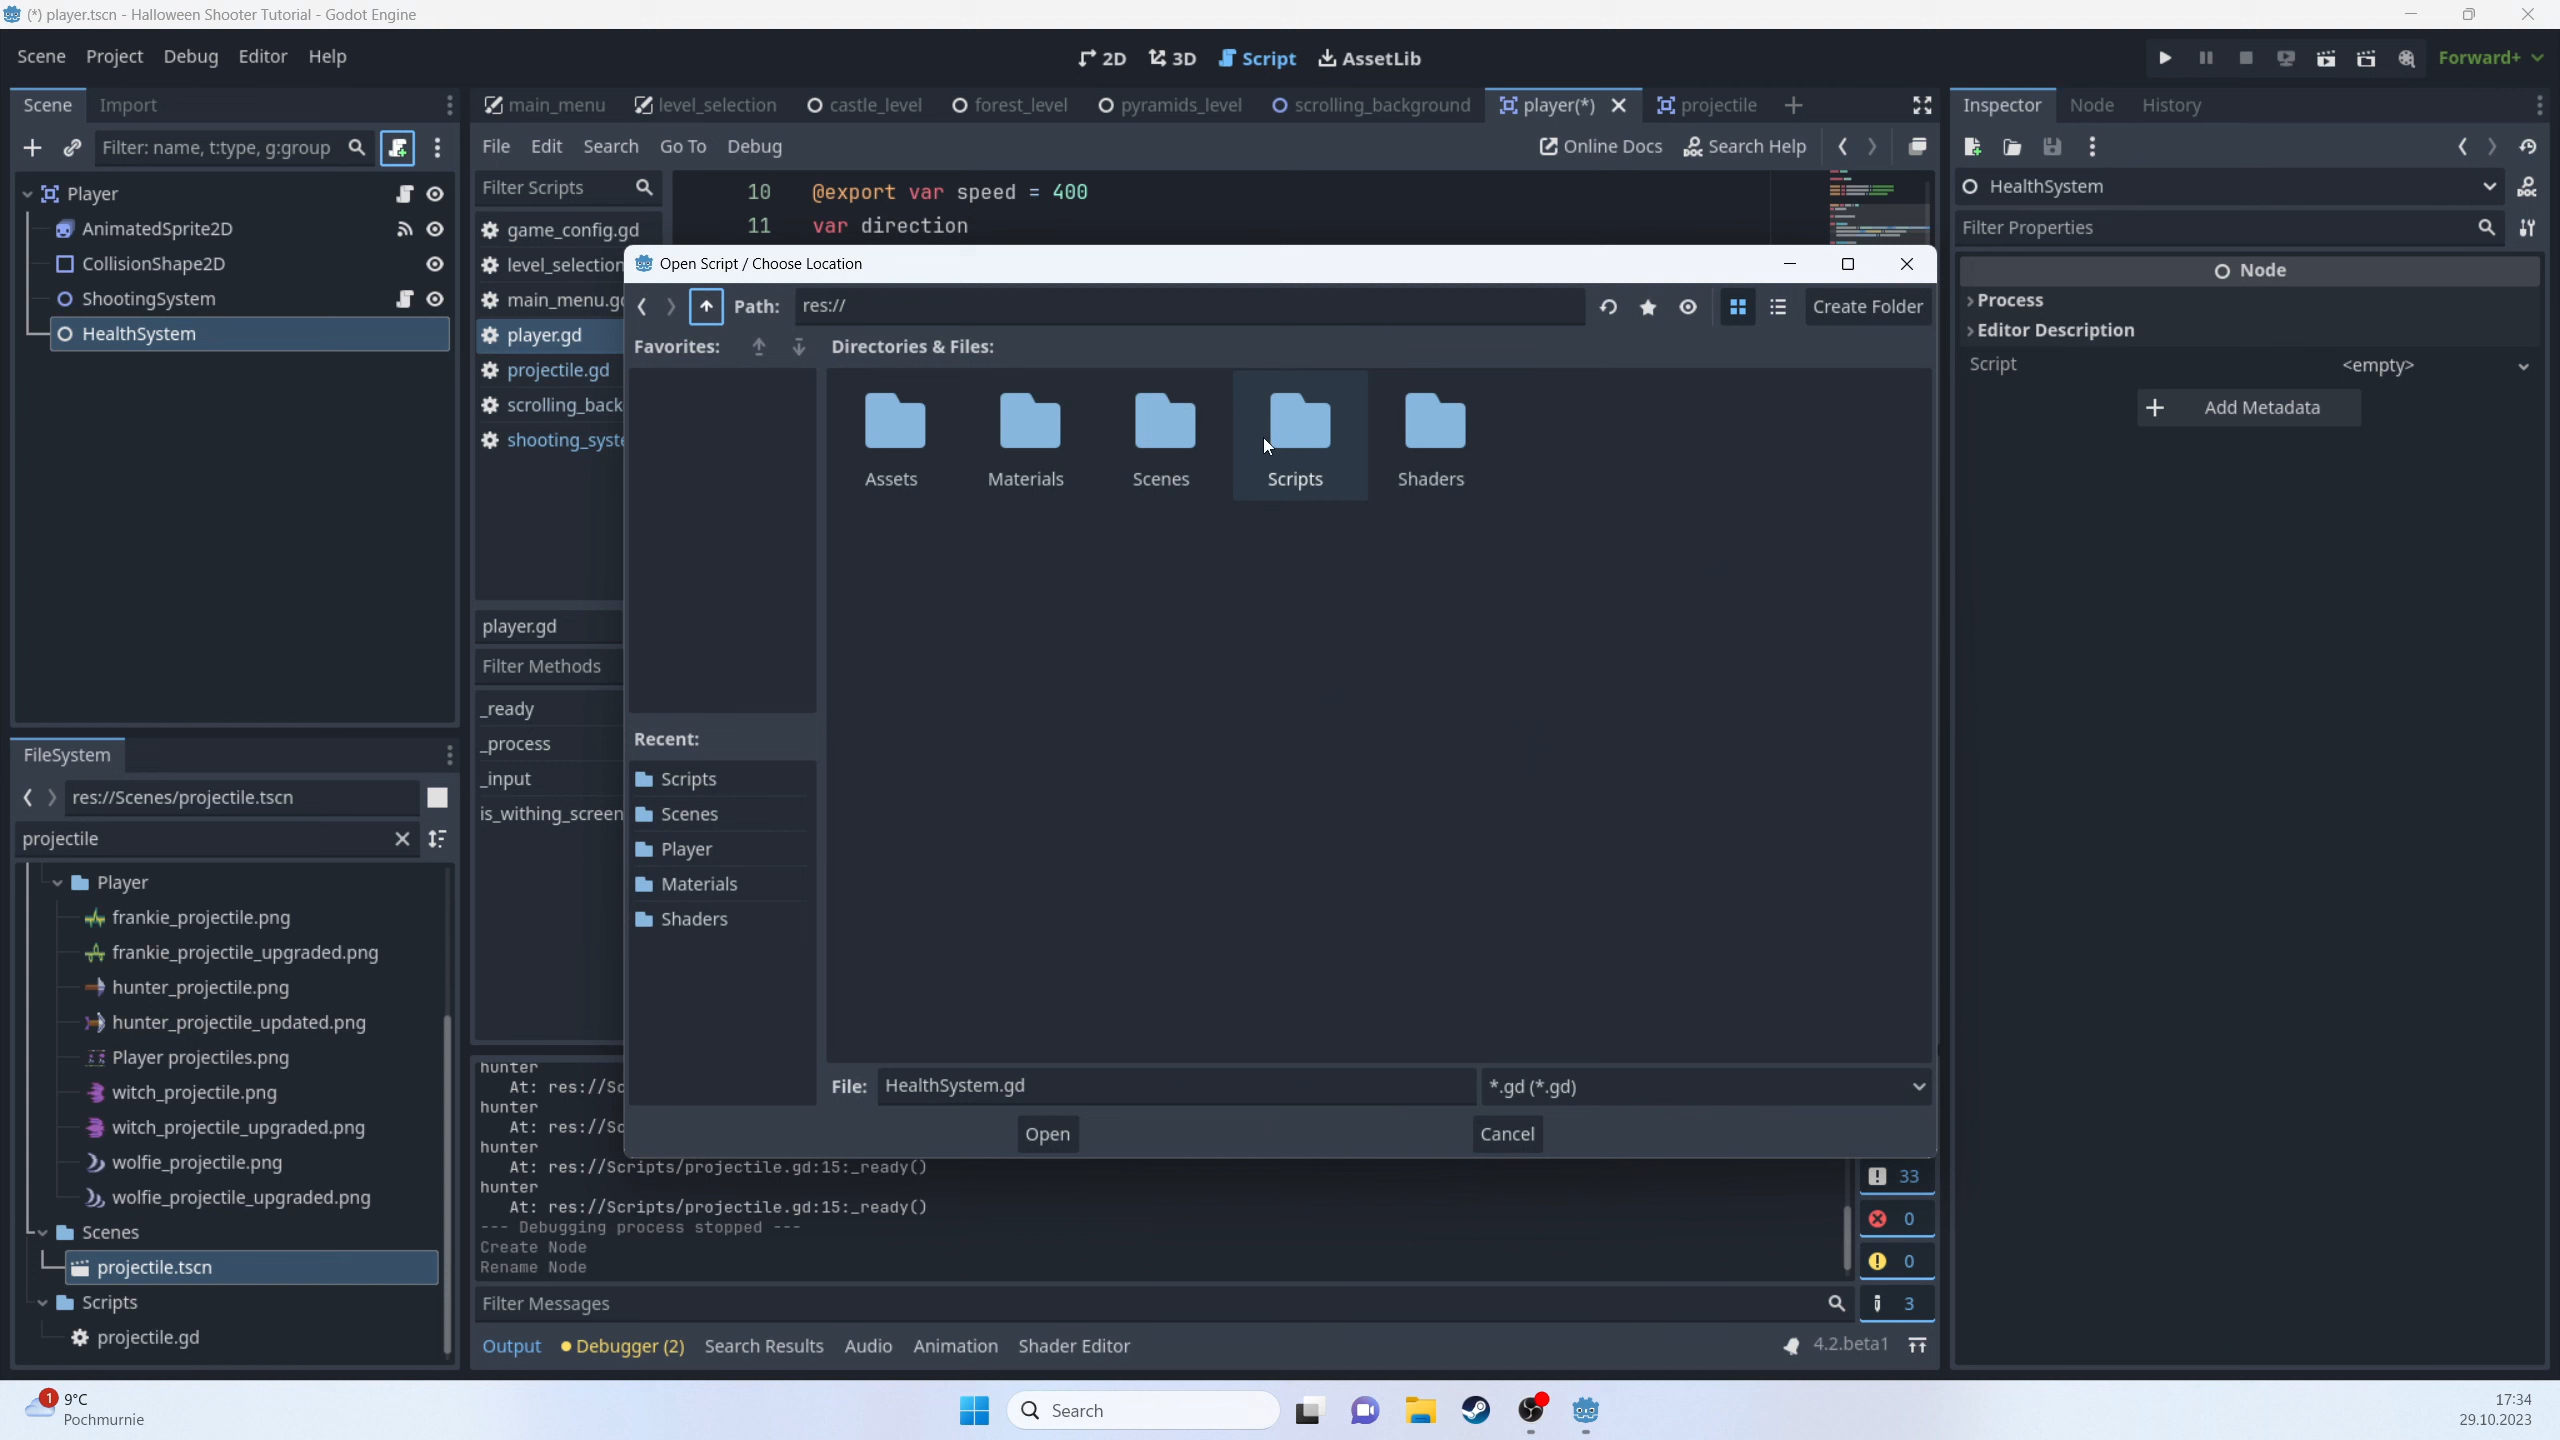 (*) player.tscn - Halloween Shooter Tutorial - Godot Engine
Scene Project Debug Editor Help
2D 3D Script AssetLib
Forward+
Scene Import
main_menu level_selection castle_level forest_level pyramids_level scrolling_background player(*) projectile
Inspector Node History
Filter: name, t:type, g:group
File Edit Search Go To Debug
Online Docs Search Help
Filter Scripts
10 @export var speed = 400
11 var direction
HealthSystem
Filter Properties
Node
Process
Editor Description
Script <empty>
Add Metadata
Player
AnimatedSprite2D
CollisionShape2D
ShootingSystem
HealthSystem
game_config.gd
level_selection
main_menu.g
player.gd
projectile.gd
scrolling_back
shooting_syst
player.gd
Filter Methods
_ready
_process
_input
is_withing_screen
Open Script / Choose Location
Path: res://
Create Folder
Favorites:
Directories & Files:
Assets Materials Scenes Scripts Shaders
Recent:
Scripts
Scenes
Player
Materials
Shaders
File: HealthSystem.gd *.gd (*.gd)
Open Cancel
FileSystem
res://Scenes/projectile.tscn
projectile
Player
frankie_projectile.png
frankie_projectile_upgraded.png
hunter_projectile.png
hunter_projectile_updated.png
Player projectiles.png
witch_projectile.png
witch_projectile_upgraded.png
wolfie_projectile.png
wolfie_projectile_upgraded.png
Scenes
projectile.tscn
Scripts
projectile.gd
hunter
At: res://Sc
hunter
At: res://Sc
hunter
At: res://Scripts/projectile.gd:15:_ready()
hunter
At: res://Scripts/projectile.gd:15:_ready()
--- Debugging process stopped ---
Create Node
Rename Node
33
0
0
3
Filter Messages
Output Debugger (2) Search Results Audio Animation Shader Editor
4.2.beta1
1 9°C
Pochmurnie
Search
17:34
29.10.2023